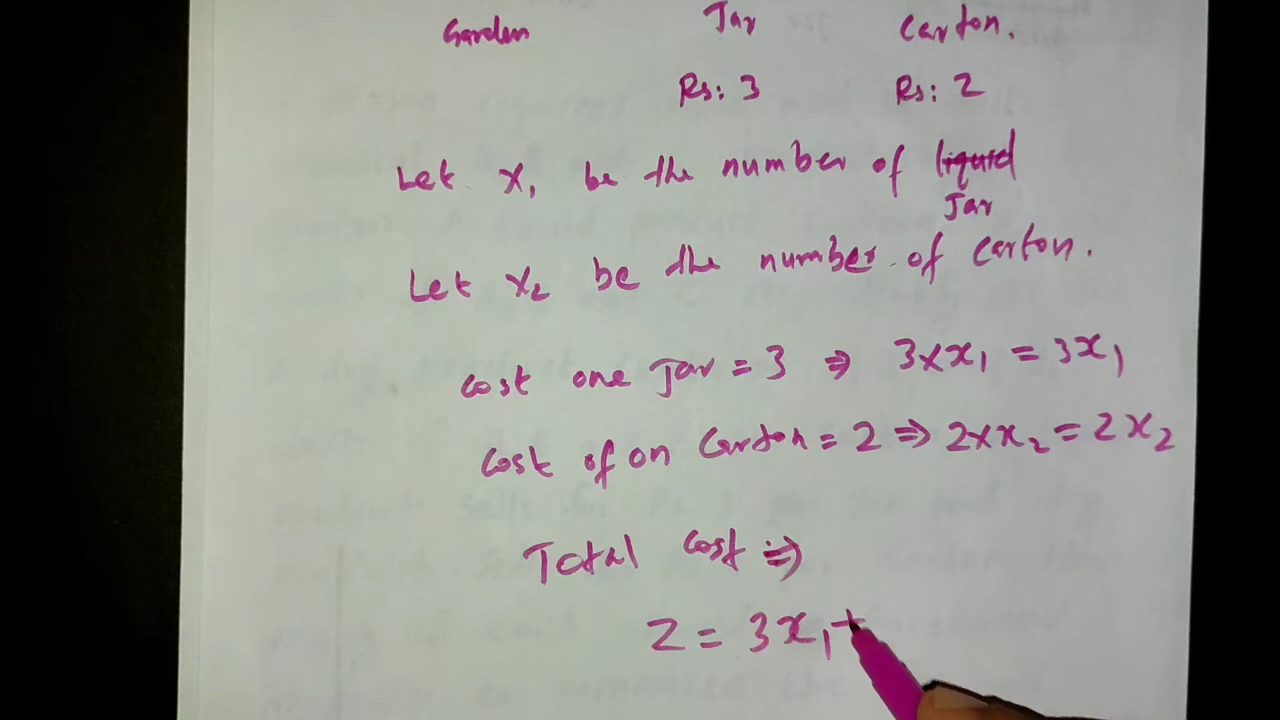 Garden Jar Carton.
Rs: 3 Rs: 2
Let x₁ be the number of liquid
Jar
Let x₂ be the number of Carton.
Cost one Jar = 3 ⇒ 3×x₁ = 3x₁
Cost of on Carton = 2 ⇒ 2×x₂ = 2x₂
Total Cost ⇒
Z = 3x₁+